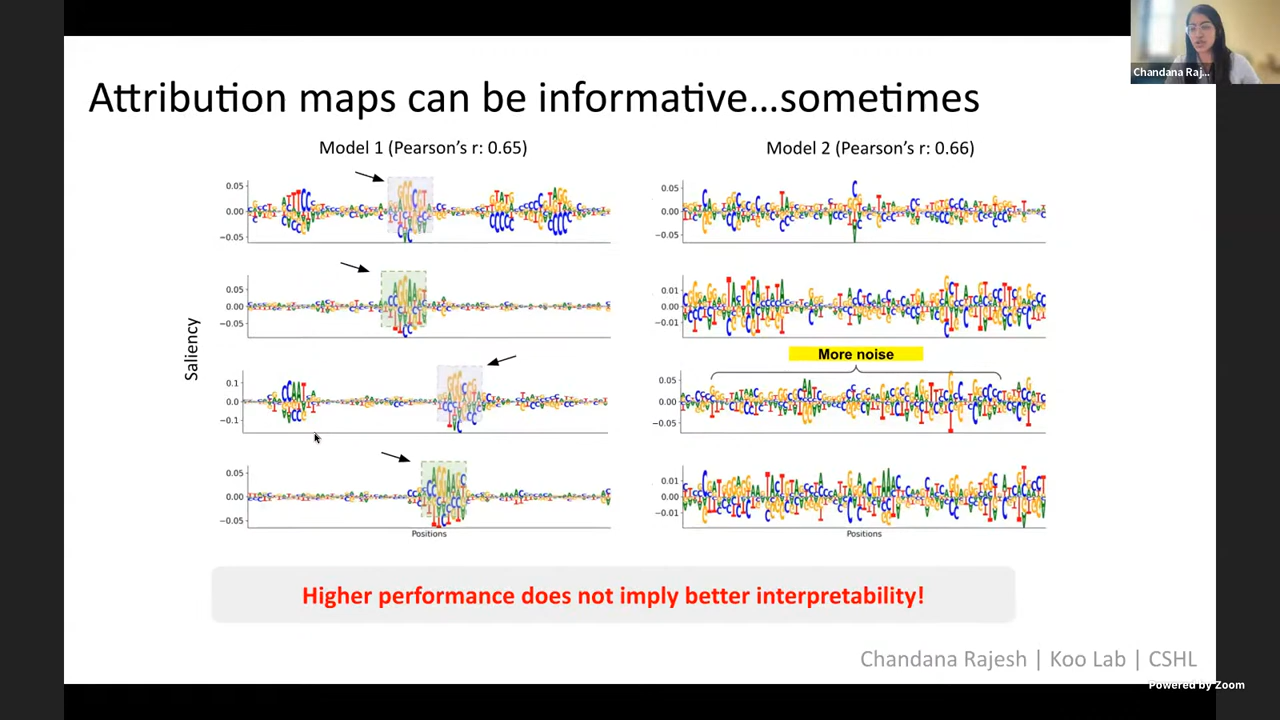 Chandana Raj...
Attribution maps can be informative...sometimes
Model 1 (Pearson's r: 0.65)
Model 2 (Pearson's r: 0.66)
Saliency
0.05
0.00
−0.05
0.05
0.00
−0.05
0.05
0.00
−0.05
0.01
0.00
−0.01
More noise
0.1
0.0
−0.1
0.05
0.00
−0.05
0.05
0.00
−0.05
0.01
0.00
−0.01
Positions
Positions
Higher performance does not imply better interpretability!
Chandana Rajesh | Koo Lab | CSHL
Powered by Zoom